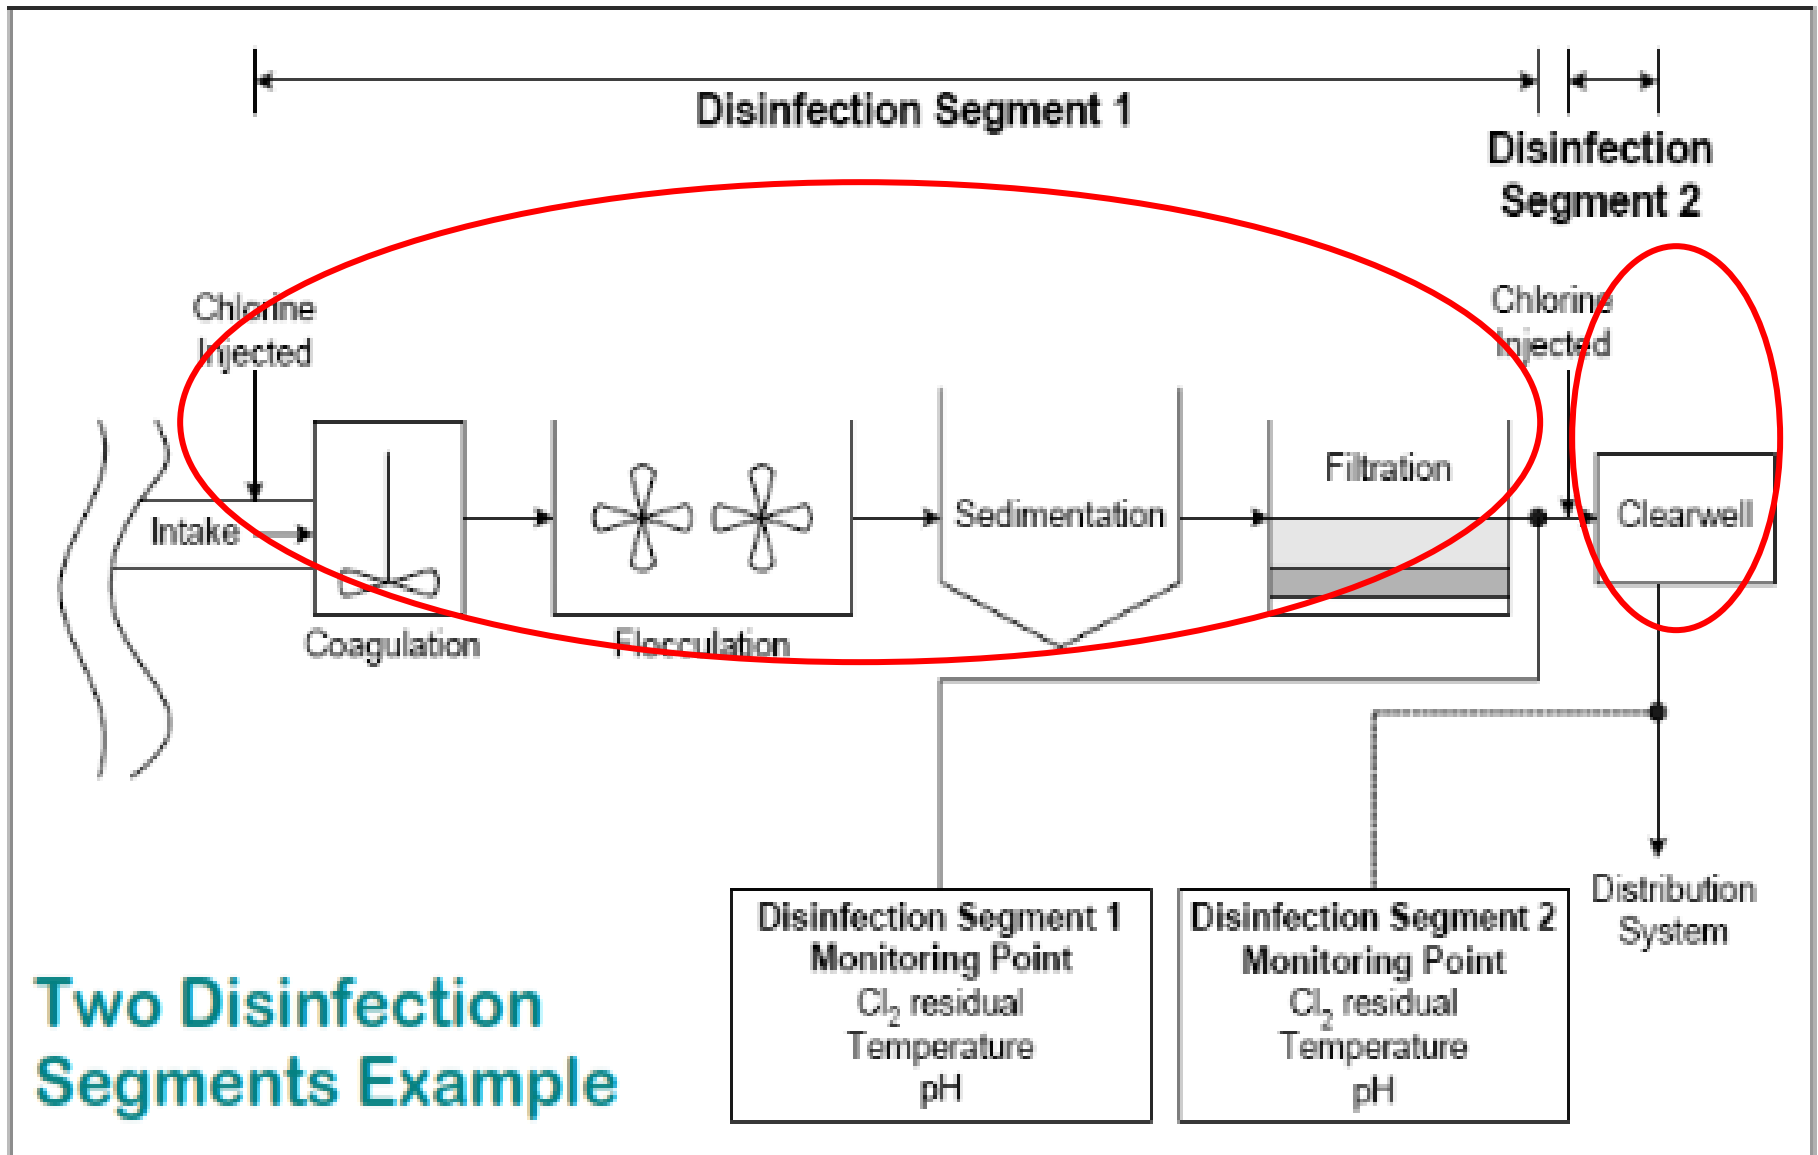 Disinfection Segment 1
Disinfection
Segment 2
Chlorine
Injected
Chlorine
Injected
Intake
Coagulation
Flocculation
Sedimentation
Filtration
Clearwell
Distribution
System
Disinfection Segment 1
Monitoring Point
Cl₂ residual
Temperature
pH
Disinfection Segment 2
Monitoring Point
Cl₂ residual
Temperature
pH
Two Disinfection
Segments Example